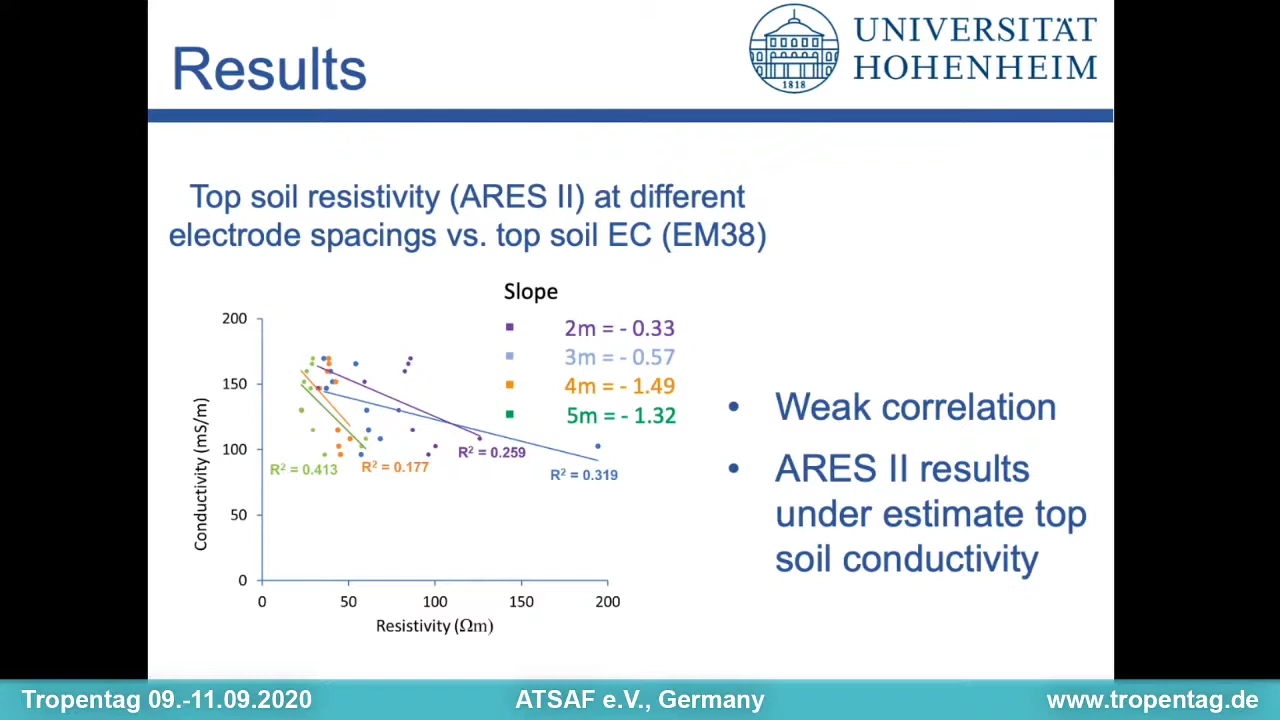 Results
UNIVERSITÄT
HOHENHEIM
1818
Top soil resistivity (ARES II) at different
electrode spacings vs. top soil EC (EM38)
Slope
2m = - 0.33
3m = - 0.57
4m = - 1.49
5m = - 1.32
200
150
100
50
0
Conductivity (mS/m)
R² = 0.413
R² = 0.177
R² = 0.259
R² = 0.319
0 50 100 150 200
Resistivity (Ωm)
• Weak correlation
• ARES II results
under estimate top
soil conductivity
Tropentag 09.-11.09.2020 ATSAF e.V., Germany www.tropentag.de